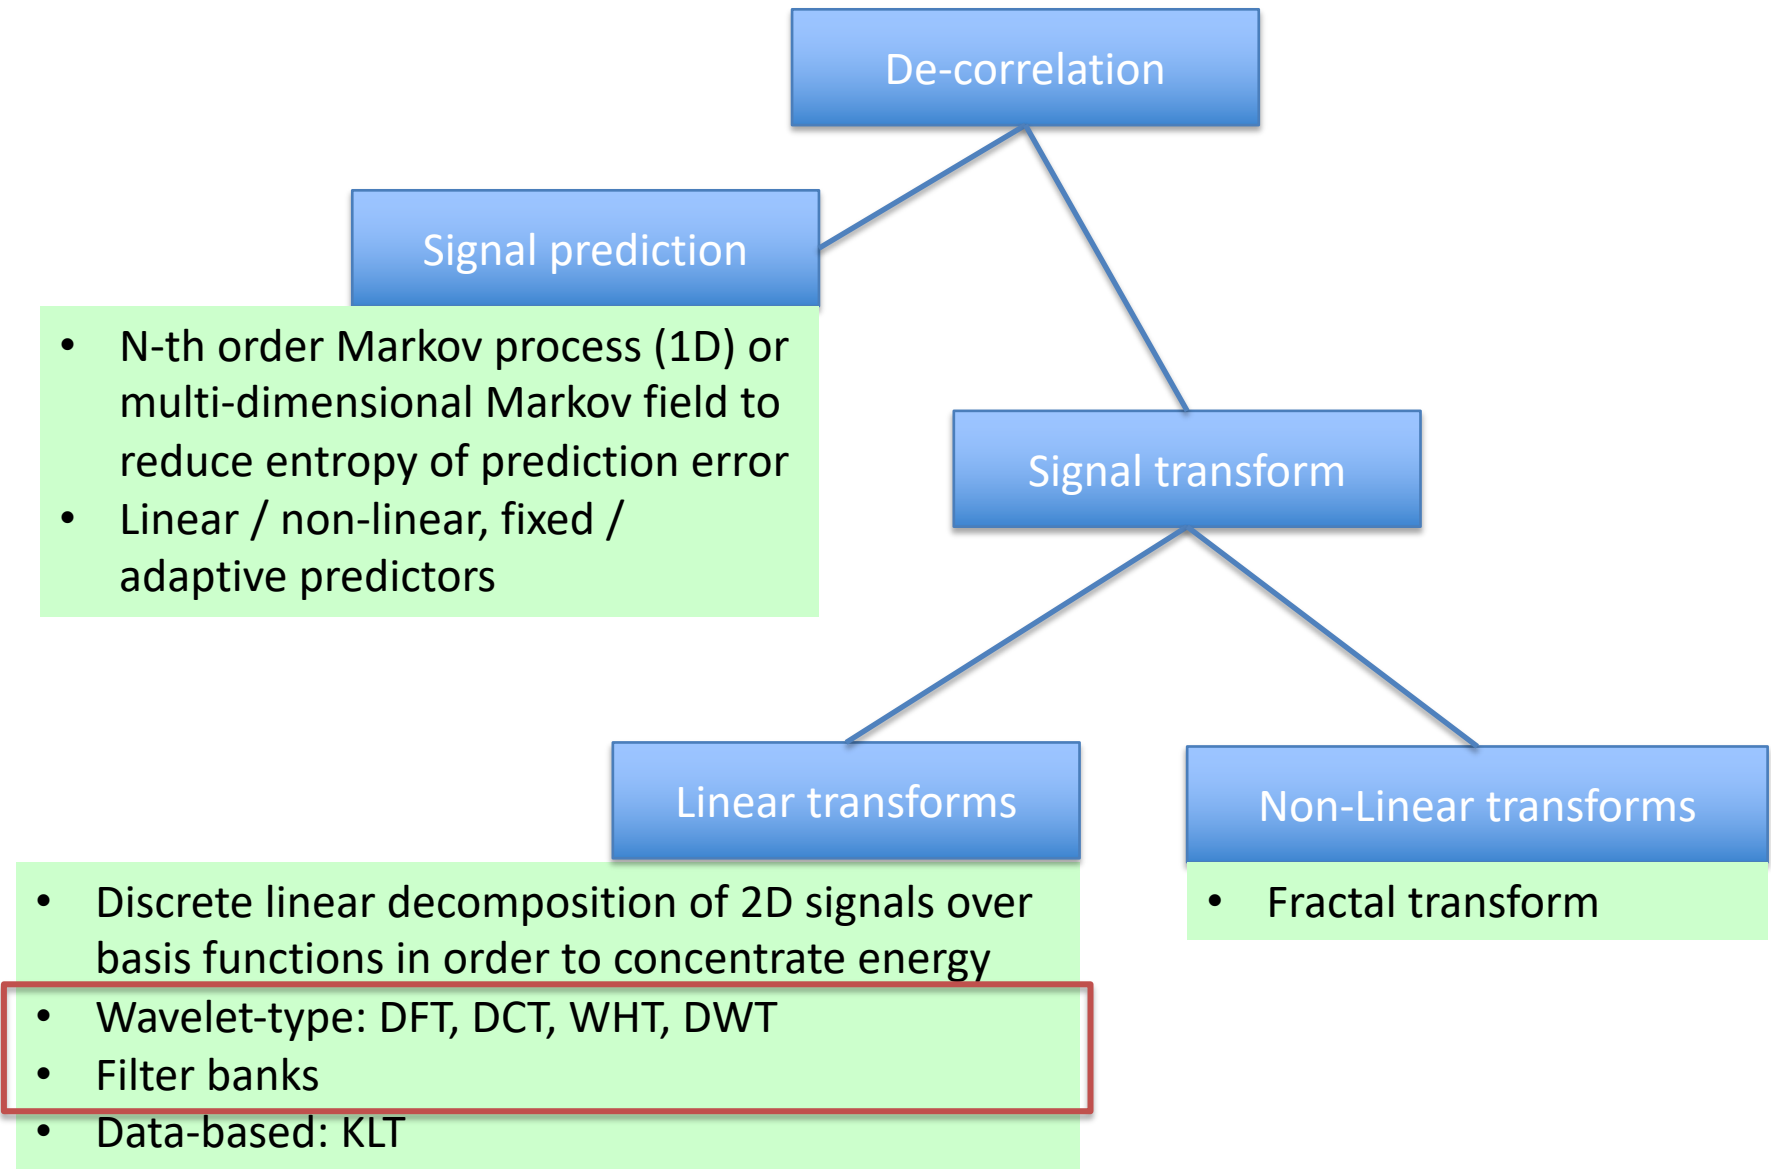 De-correlation
Signal prediction
• N-th order Markov process (1D) or
multi-dimensional Markov field to
reduce entropy of prediction error
• Linear / non-linear, fixed /
adaptive predictors
Signal transform
Linear transforms
• Discrete linear decomposition of 2D signals over
basis functions in order to concentrate energy
• Wavelet-type: DFT, DCT, WHT, DWT
• Filter banks
• Data-based: KLT
Non-Linear transforms
• Fractal transform